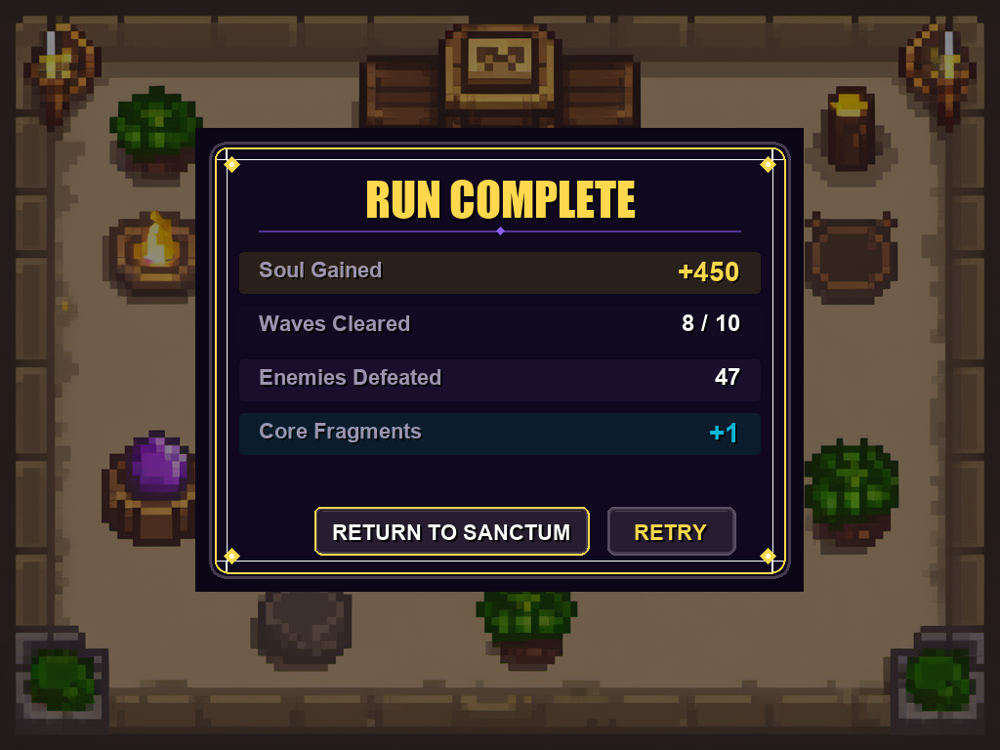 RUN COMPLETE
Soul Gained +450
Waves Cleared 8 / 10
Enemies Defeated 47
Core Fragments +1
RETURN TO SANCTUM RETRY